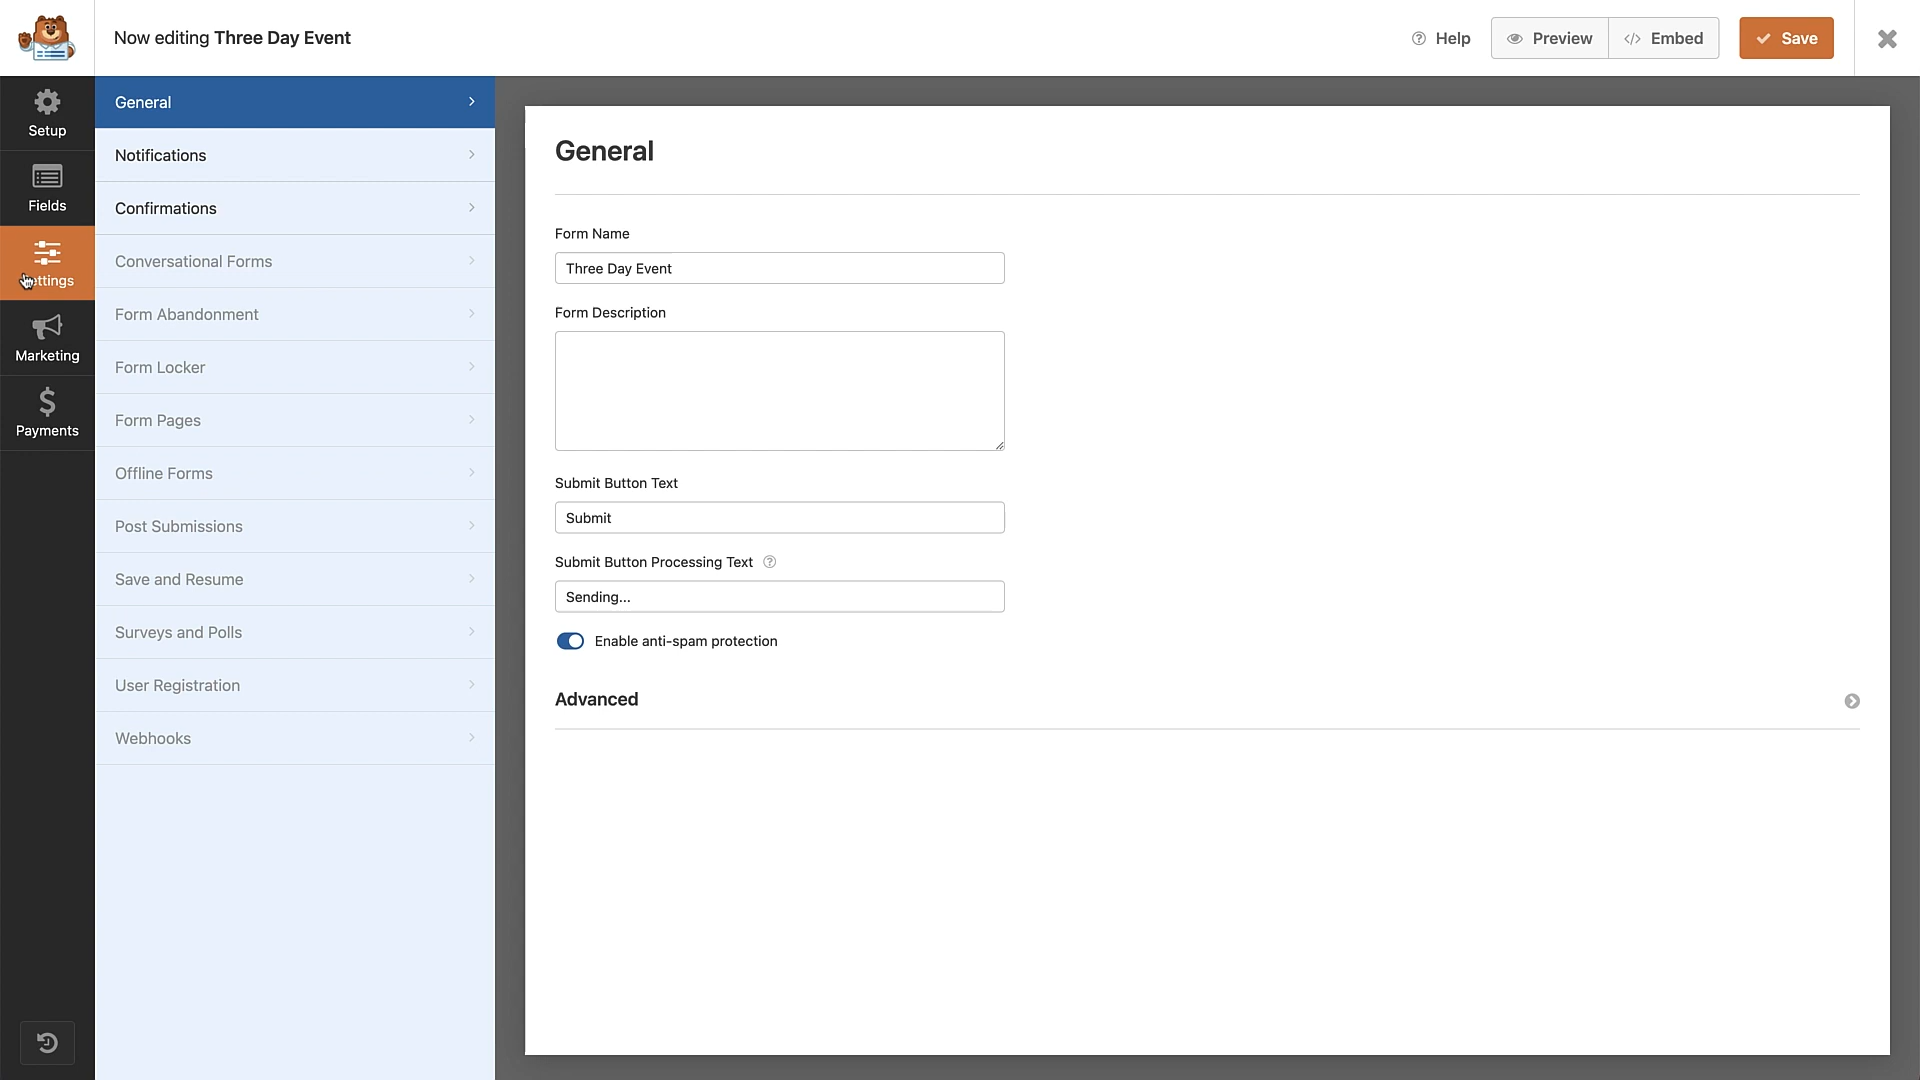 Now editing Three Day Event
Help
Preview
Embed
Save
Setup
Fields
ettings
Marketing
Payments
General
Notifications
Confirmations
Conversational Forms
Form Abandonment
Form Locker
Form Pages
Offline Forms
Post Submissions
Save and Resume
Surveys and Polls
User Registration
Webhooks
General
Form Name
Three Day Event
Form Description
Submit Button Text
Submit
Submit Button Processing Text
Sending...
Enable anti-spam protection
Advanced